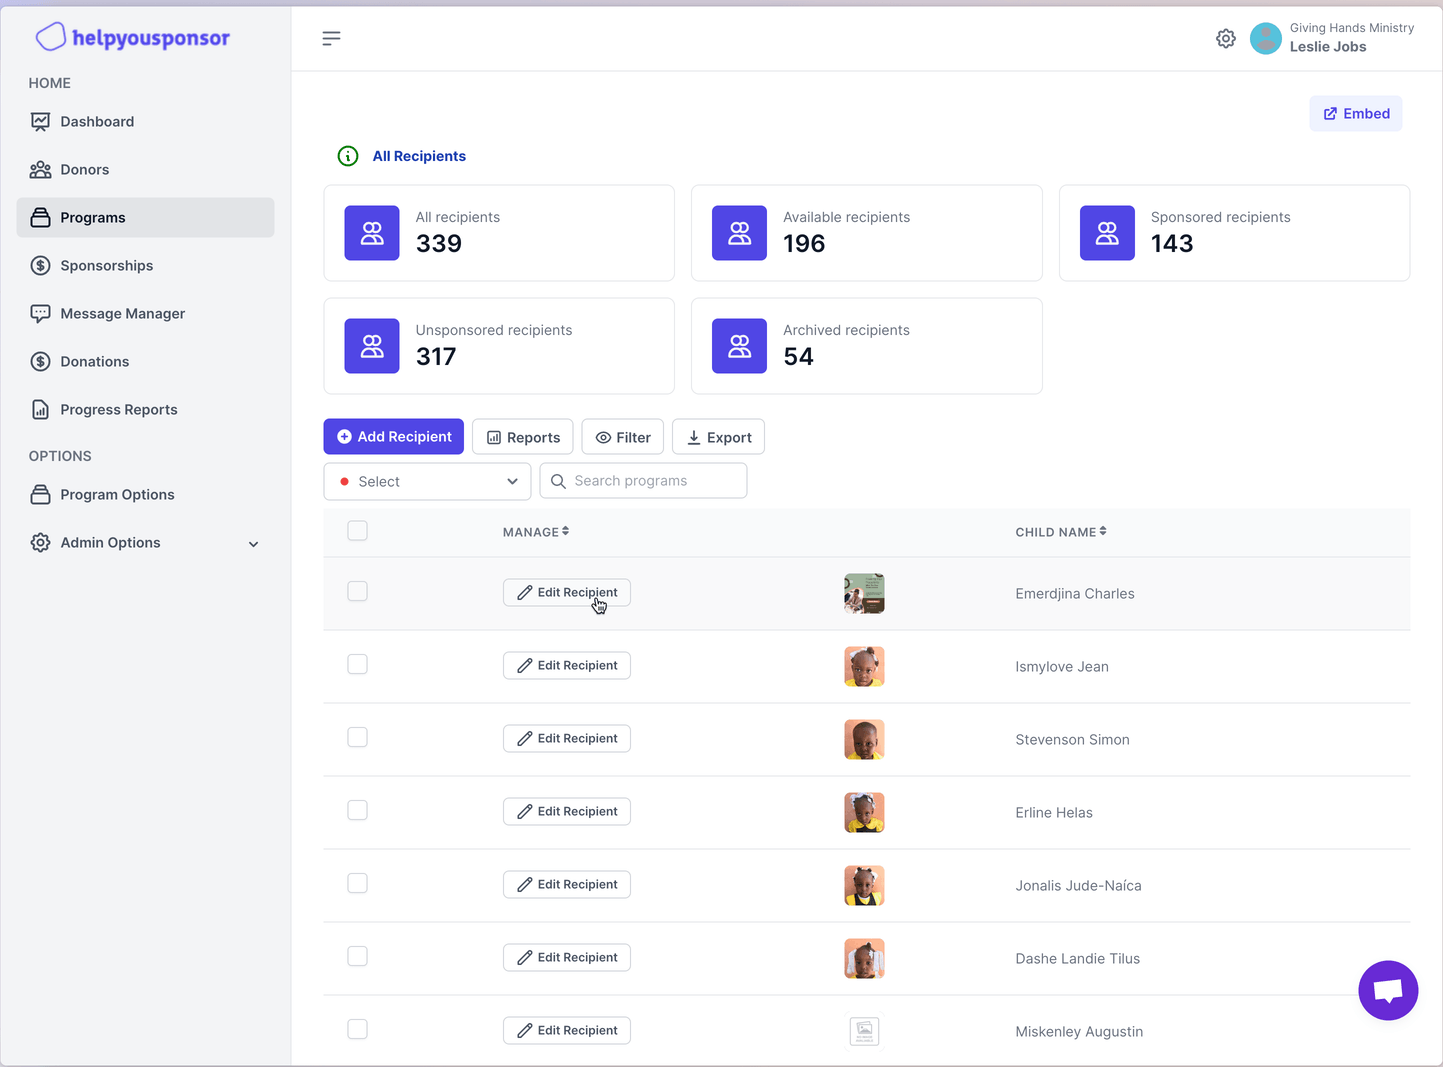 helpyousponsor
HOME
Dashboard
Donors
Programs
Sponsorships
Message Manager
Donations
Progress Reports
OPTIONS
Program Options
Admin Options
Giving Hands Ministry
Leslie Jobs
Embed
All Recipients
All recipients
339
Available recipients
196
Sponsored recipients
143
Unsponsored recipients
317
Archived recipients
54
Add Recipient
Reports
Filter
Export
Select
Search programs
MANAGE
CHILD NAME
Edit Recipient
Emerdjina Charles
Edit Recipient
Ismylove Jean
Edit Recipient
Stevenson Simon
Edit Recipient
Erline Helas
Edit Recipient
Jonalis Jude-Naíca
Edit Recipient
Dashe Landie Tilus
Edit Recipient
Miskenley Augustin